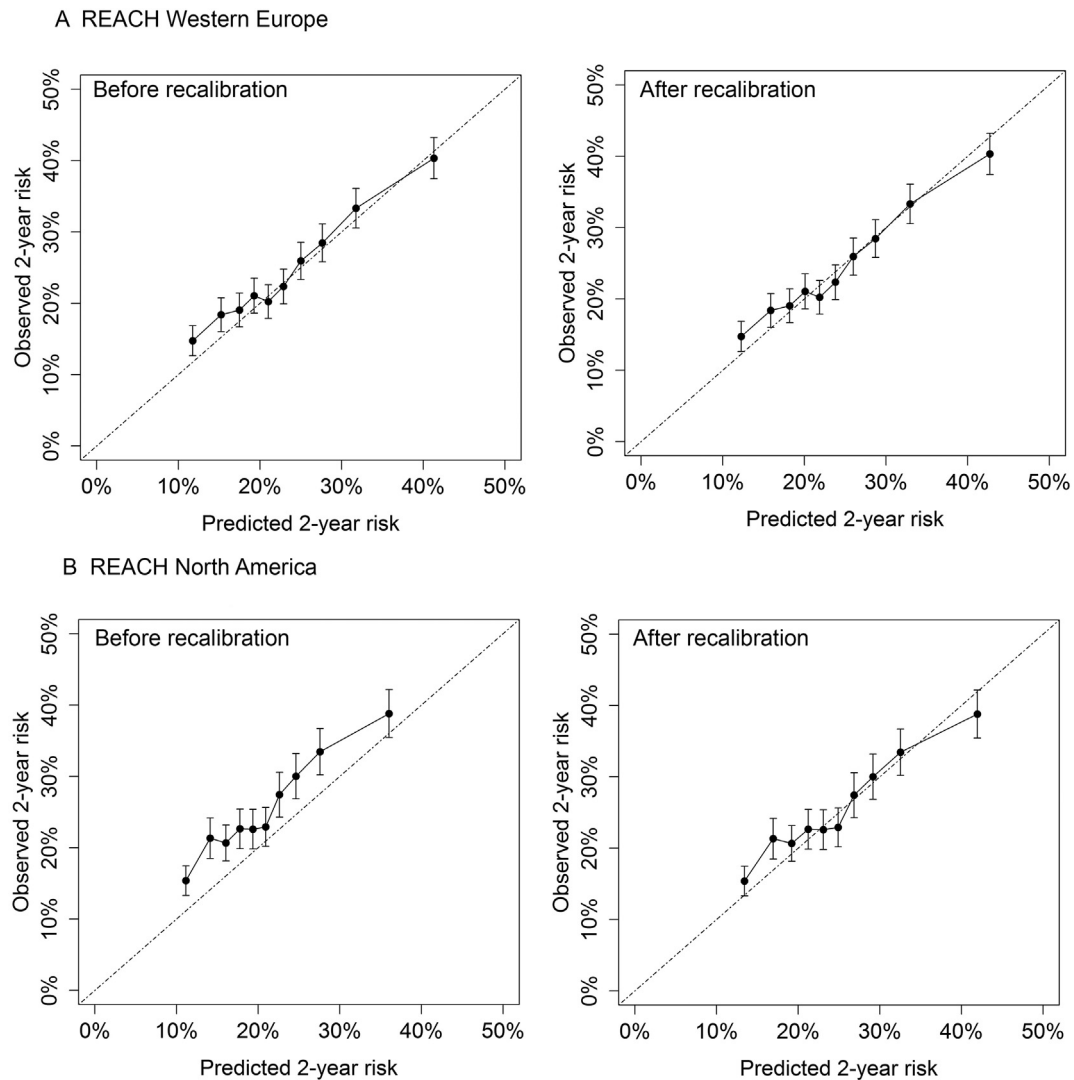 A REACH Western Europe
Before recalibration
50%
40%
30%
20%
10%
0%
Observed 2-year risk
0% 10% 20% 30% 40% 50%
Predicted 2-year risk
After recalibration
50%
40%
30%
20%
10%
0%
Observed 2-year risk
0% 10% 20% 30% 40% 50%
Predicted 2-year risk
B REACH North America
Before recalibration
50%
40%
30%
20%
10%
0%
Observed 2-year risk
0% 10% 20% 30% 40% 50%
Predicted 2-year risk
After recalibration
50%
40%
30%
20%
10%
0%
Observed 2-year risk
0% 10% 20% 30% 40% 50%
Predicted 2-year risk